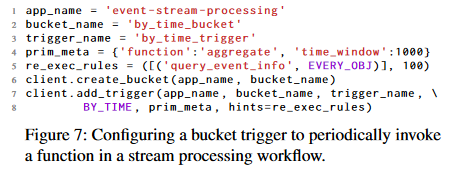 1 app_name = 'event-stream-processing'
2 bucket_name = 'by_time_bucket'
3 trigger_name = 'by_time_trigger'
4 prim_meta = {'function':'aggregate', 'time_window':1000}
5 re_exec_rules = ([('query_event_info', EVERY_OBJ)], 100)
6 client.create_bucket(app_name, bucket_name)
7 client.add_trigger(app_name, bucket_name, trigger_name, \
8 BY_TIME, prim_meta, hints=re_exec_rules)
Figure 7: Configuring a bucket trigger to periodically invoke
a function in a stream processing workflow.